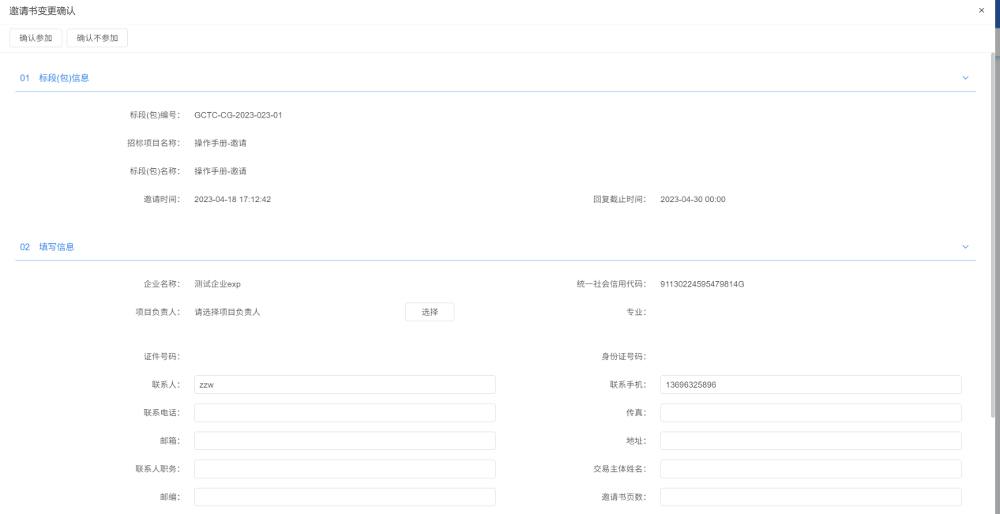 邀请书变更确认
×
确认参加 确认不参加
01 标段(包)信息
标段(包)编号： GCTC-CG-2023-023-01
招标项目名称： 操作手册-邀请
标段(包)名称： 操作手册-邀请
邀请时间： 2023-04-18 17:12:42 回复截止时间： 2023-04-30 00:00
02 填写信息
企业名称： 测试企业exp 统一社会信用代码： 91130224595479814G
项目负责人： 请选择项目负责人 选择 专业：
证件号码： 身份证号码：
联系人： zzw 联系手机： 13696325896
联系电话： 传真：
邮箱： 地址：
联系人职务： 交易主体姓名：
邮编： 邀请书页数：